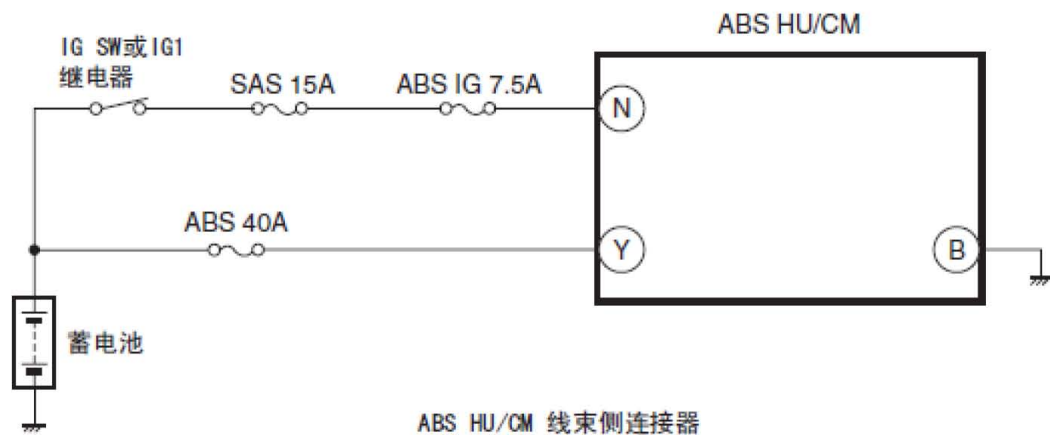 ABS HU/CM
IG SW或IG1
继电器
SAS 15A
ABS IG 7.5A
N
ABS 40A
Y
B
蓄电池
ABS HU/CM 线束侧连接器